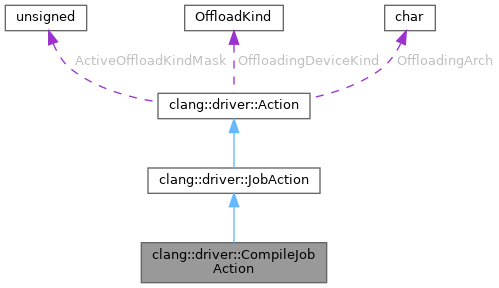 unsigned
OffloadKind
char
ActiveOffloadKindMask
OffloadingDeviceKind
OffloadingArch
clang::driver::Action
clang::driver::JobAction
clang::driver::CompileJob
Action